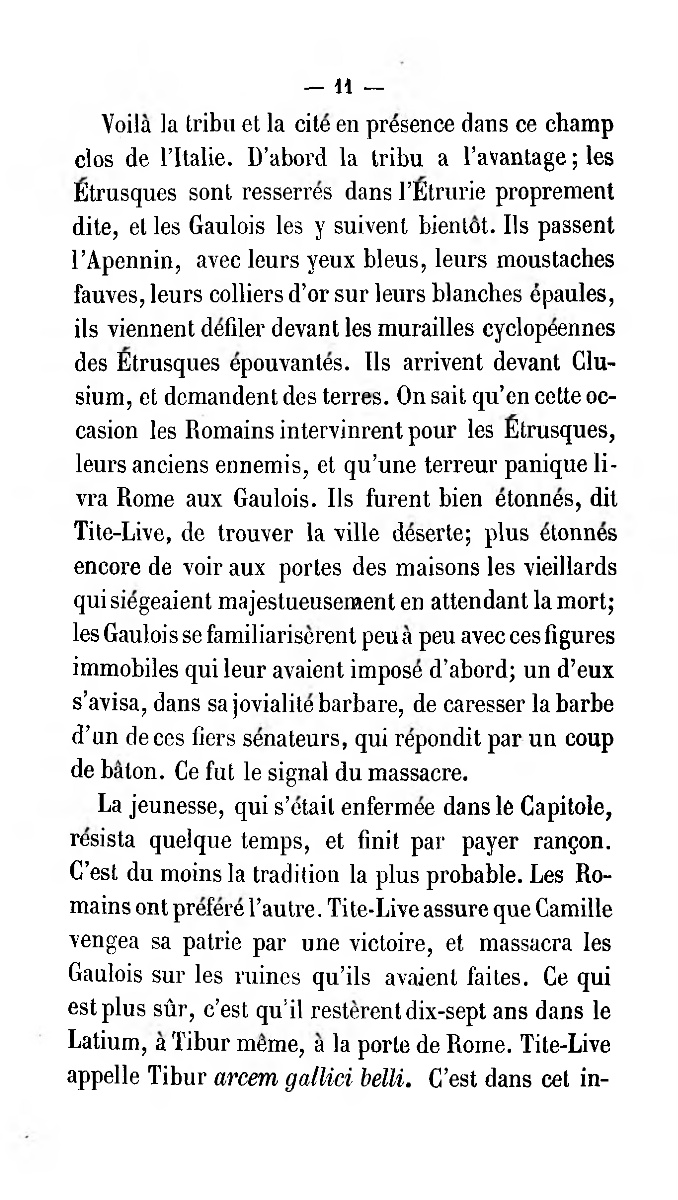 — 11 —
Voilà la tribu et la cité en présence dans ce champ
clos de l'Italie. D'abord la tribu a l'avantage; les
Étrusques sont resserrés dans l'Étrurie proprement
dite, et les Gaulois les y suivent bientôt. Ils passent
l'Apennin, avec leurs yeux bleus, leurs moustaches
fauves, leurs colliers d'or sur leurs blanches épaules,
ils viennent défiler devant les murailles cyclopéennes
des Étrusques épouvantés. Ils arrivent devant Clu-
sium, et demandent des terres. On sait qu'en cette oc-
casion les Romains intervinrent pour les Étrusques,
leurs anciens ennemis, et qu'une terreur panique li-
vra Rome aux Gaulois. Ils furent bien étonnés, dit
Tite-Live, de trouver la ville déserte; plus étonnés
encore de voir aux portes des maisons les vieillards
qui siégeaient majestueusement en attendant la mort;
les Gaulois se familiarisèrent peu à peu avec ces figures
immobiles qui leur avaient imposé d'abord; un d'eux
s'avisa, dans sa jovialité barbare, de caresser la barbe
d'un de ces fiers sénateurs, qui répondit par un coup
de bâton. Ce fut le signal du massacre.
La jeunesse, qui s'était enfermée dans le Capitole,
résista quelque temps, et finit par payer rançon.
C'est du moins la tradition la plus probable. Les Ro-
mains ont préféré l'autre. Tite-Live assure que Camille
vengea sa patrie par une victoire, et massacra les
Gaulois sur les ruines qu'ils avaient faites. Ce qui
est plus sûr, c'est qu'il restèrent dix-sept ans dans le
Latium, à Tibur même, à la porte de Rome. Tite-Live
appelle Tibur arcem gallici belli. C'est dans cet in-